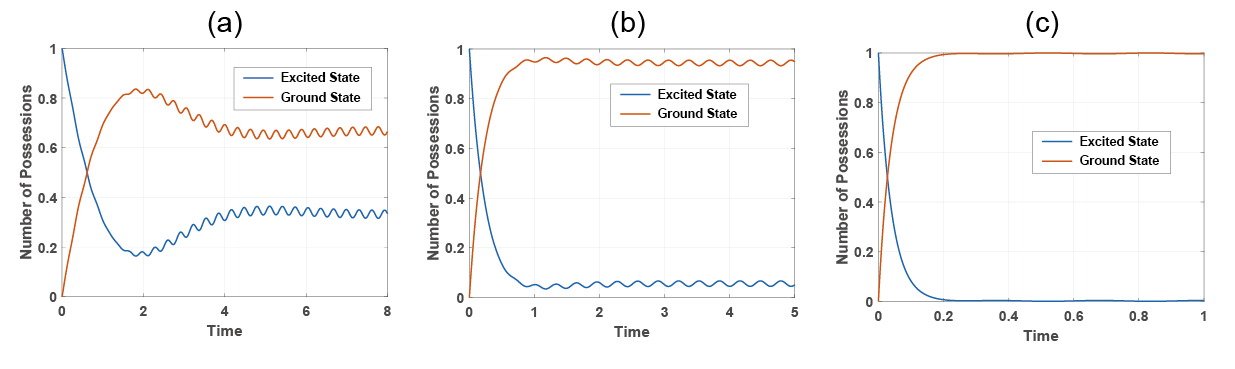 (a)
Number of Possessions
1
0.8
0.6
0.4
0.2
0
0 2 4 6 8
Time
Excited State
Ground State
(b)
Number of Possessions
1
0.8
0.6
0.4
0.2
0
0 1 2 3 4 5
Time
Excited State
Ground State
(c)
Number of Possessions
1
0.8
0.6
0.4
0.2
0
0 0.2 0.4 0.6 0.8 1
Time
Excited State
Ground State